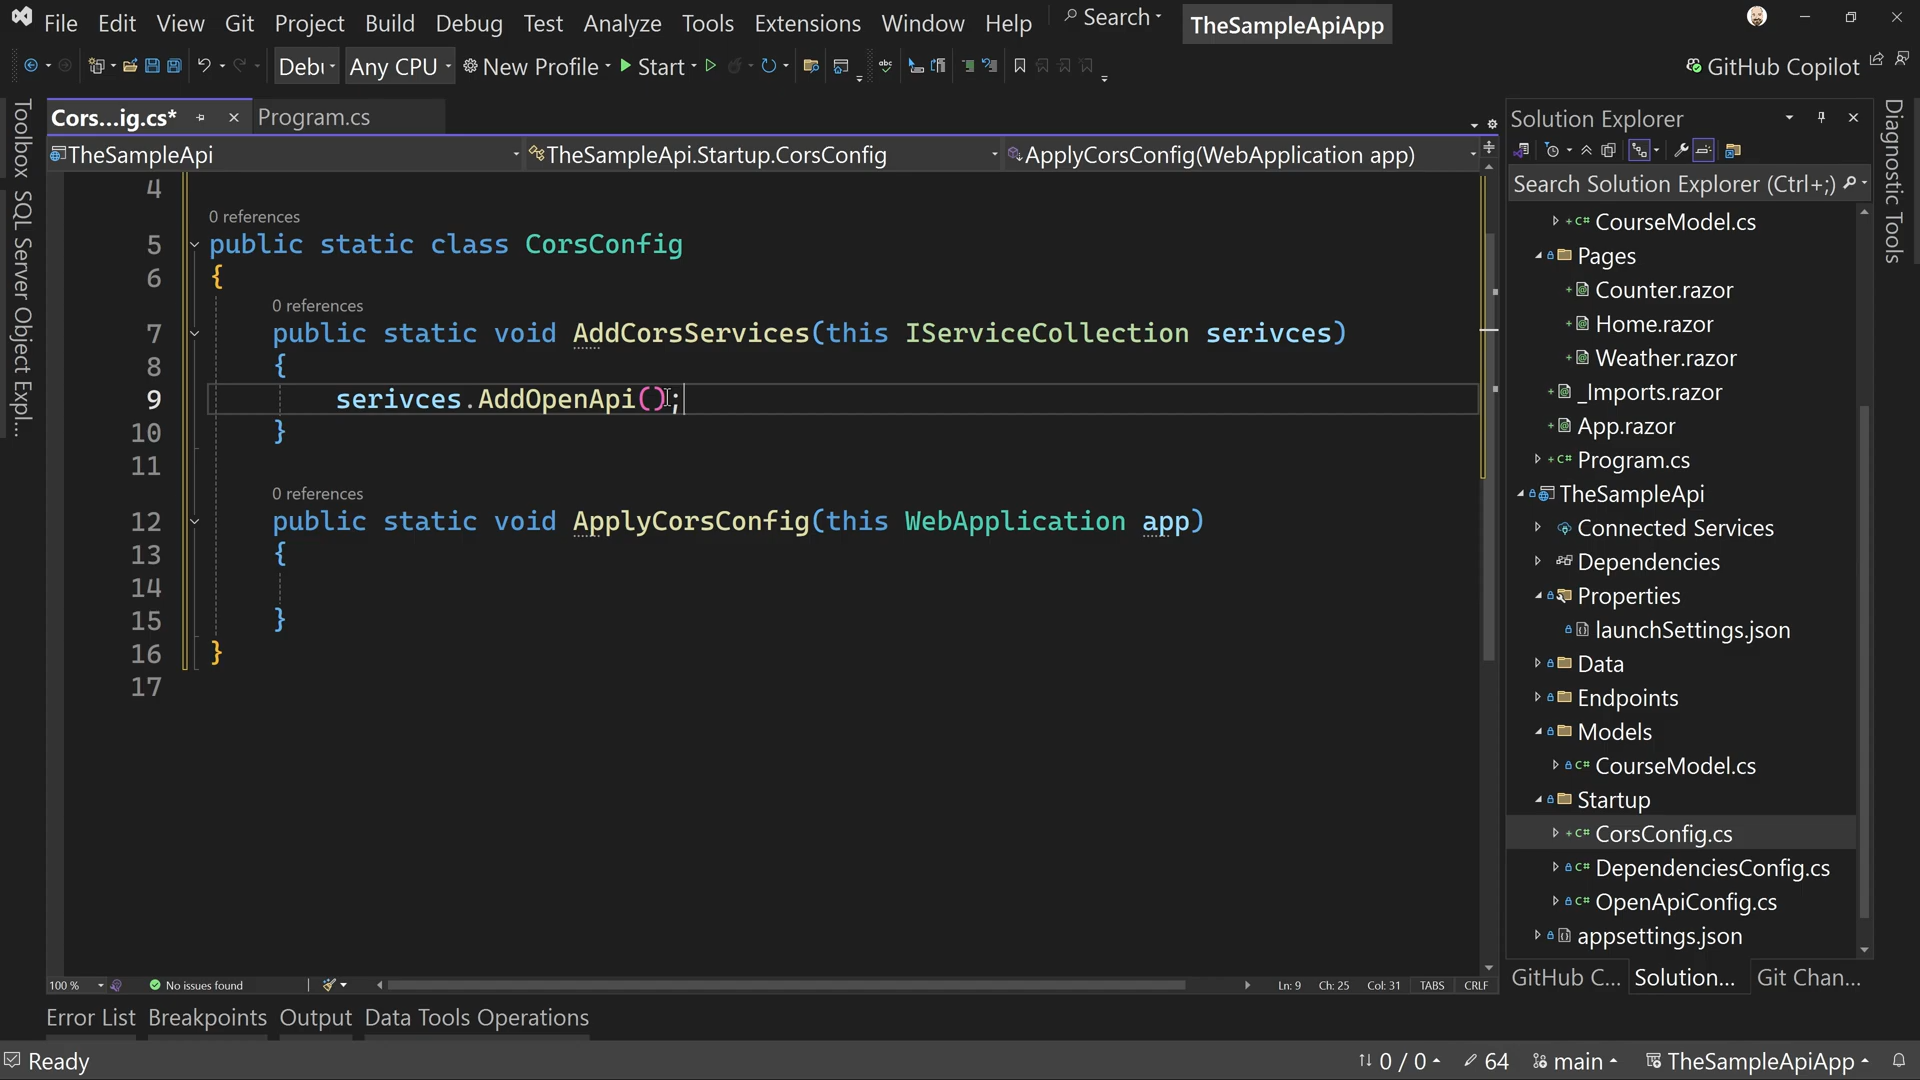 File Edit View Git Project Build Debug Test Analyze Tools Extensions Window Help Search TheSampleApiApp
Debu Any CPU New Profile Start GitHub Copilot
Toolbox
SQL Server Object Expl...
Cors...ig.cs* Program.cs
TheSampleApi TheSampleApi.Startup.CorsConfig ApplyCorsConfig(WebApplication app)
4
0 references
5 public static class CorsConfig
6 {
0 references
7 public static void AddCorsServices(this IServiceCollection serivces)
8 {
9 serivces.AddOpenApi();
10 }
11
0 references
12 public static void ApplyCorsConfig(this WebApplication app)
13 {
14
15 }
16 }
17
100 % No issues found Ln: 9 Ch: 25 Col: 31 TABS CRLF
Solution Explorer
Search Solution Explorer (Ctrl+;)
CourseModel.cs
Pages
Counter.razor
Home.razor
Weather.razor
_Imports.razor
App.razor
Program.cs
TheSampleApi
Connected Services
Dependencies
Properties
launchSettings.json
Data
Endpoints
Models
CourseModel.cs
Startup
CorsConfig.cs
DependenciesConfig.cs
OpenApiConfig.cs
appsettings.json
GitHub C... Solution... Git Chan...
Diagnostic Tools
Error List Breakpoints Output Data Tools Operations
Ready 0 / 0 64 main TheSampleApiApp